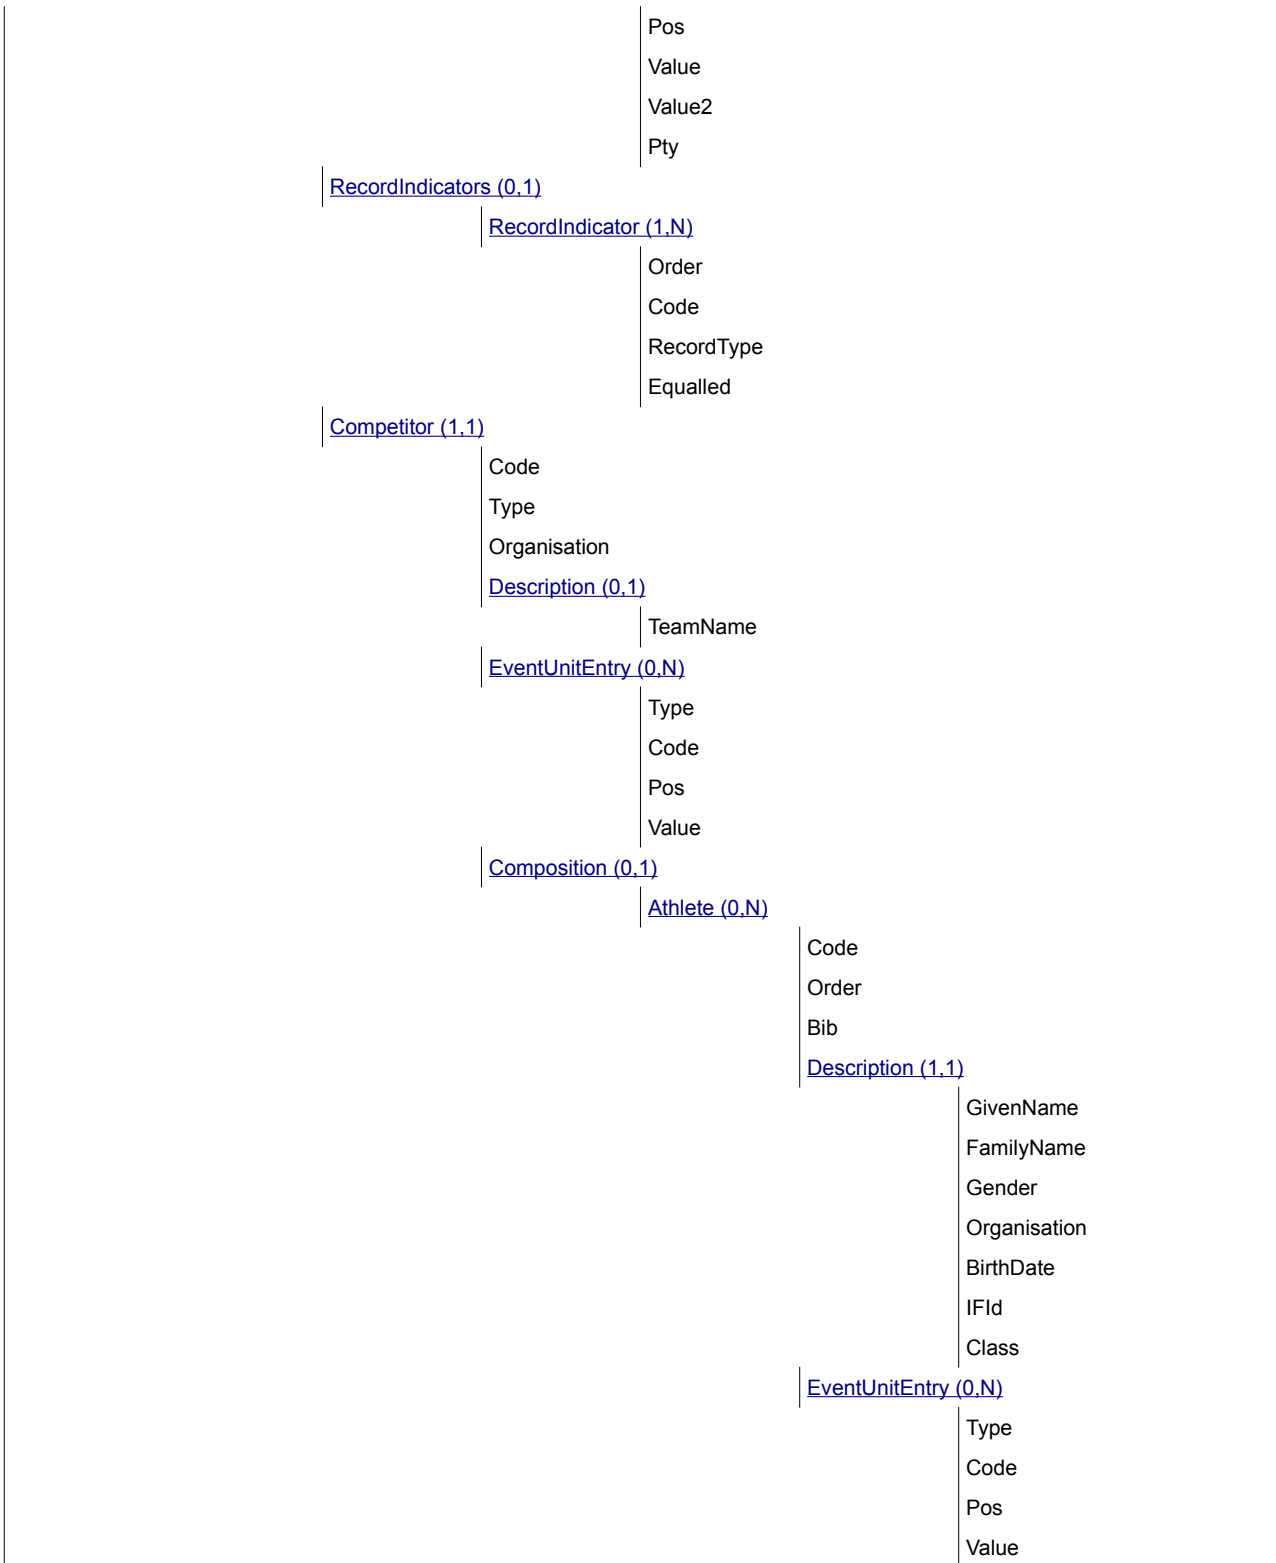 Pos
Value
Value2
Pty
RecordIndicators (0,1)
RecordIndicator (1,N)
Order
Code
RecordType
Equalled
Competitor (1,1)
Code
Type
Organisation
Description (0,1)
TeamName
EventUnitEntry (0,N)
Type
Code
Pos
Value
Composition (0,1)
Athlete (0,N)
Code
Order
Bib
Description (1,1)
GivenName
FamilyName
Gender
Organisation
BirthDate
IFId
Class
EventUnitEntry (0,N)
Type
Code
Pos
Value